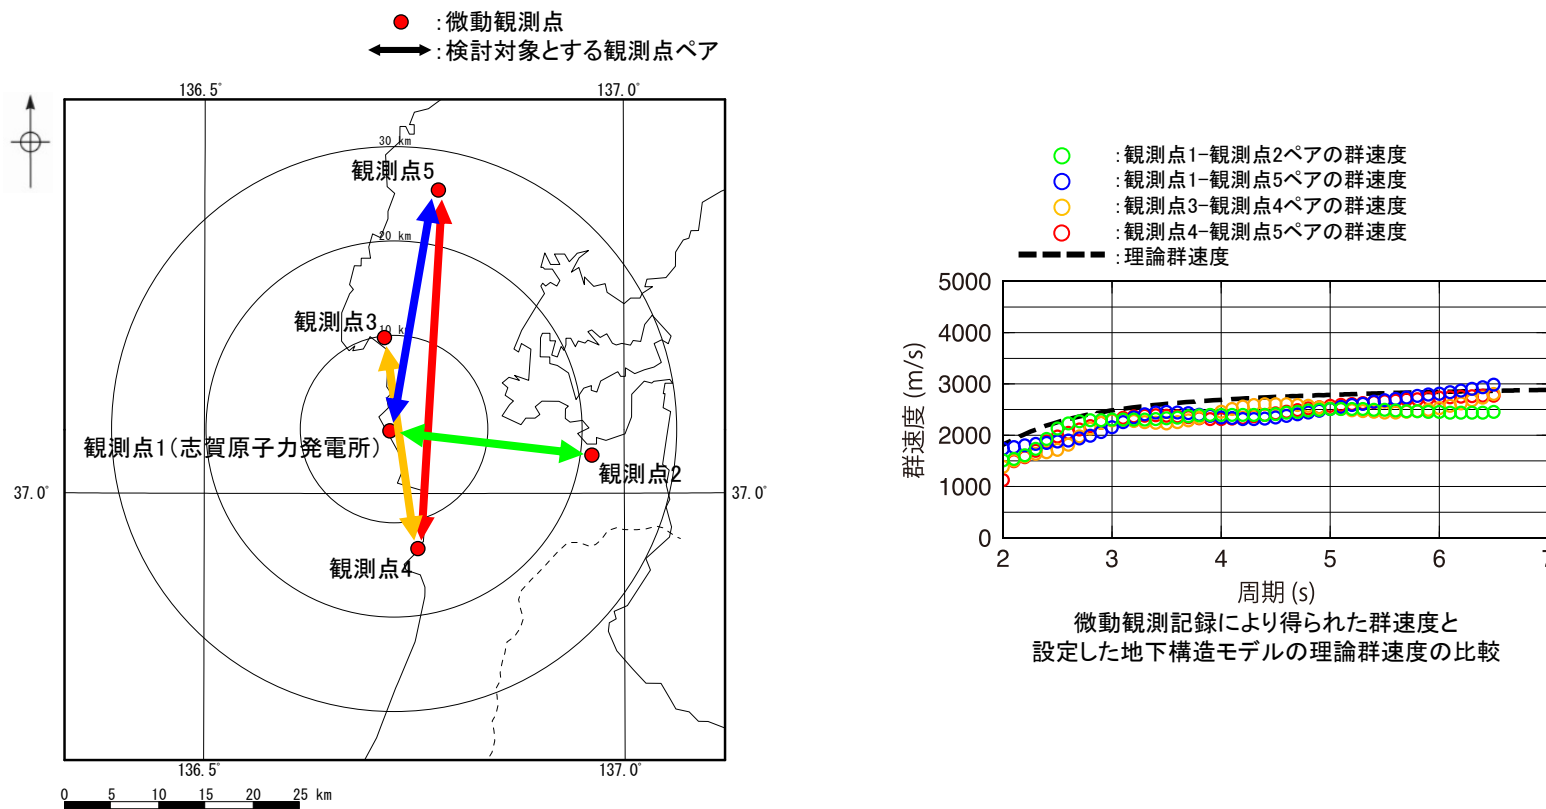 ：微動観測点
：検討対象とする観測点ペア
136.5°
137.0°
30 km
観測点5
20 km
観測点3
10 km
観測点1(志賀原子力発電所)
観測点2
37.0°
37.0°
観測点4
136.5°
137.0°
0 5 10 15 20 25 km
：観測点1-観測点2ペアの群速度
：観測点1-観測点5ペアの群速度
：観測点3-観測点4ペアの群速度
：観測点4-観測点5ペアの群速度
：理論群速度
5000
4000
3000
2000
1000
0
群速度 (m/s)
2 3 4 5 6 7
周期 (s)
微動観測記録により得られた群速度と
設定した地下構造モデルの理論群速度の比較